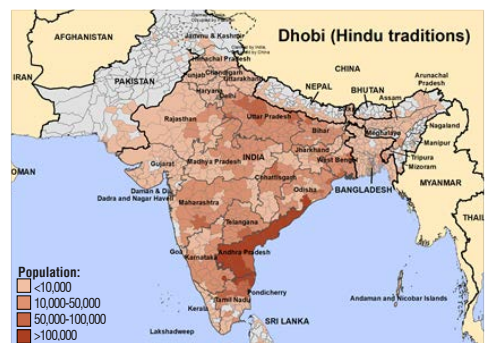 Dhobi (Hindu traditions)
AFGHANISTAN
Jammu & Kashmir
CHINA
Himachal Pradesh
IRAN
PAKISTAN
Punjab
Chandigarh
Uttarakhand
Haryana
Delhi
NEPAL
BHUTAN
Arunachal
Pradesh
Assam
Rajasthan
Uttar Pradesh
Bihar
Meghalaya
Nagaland
Manipur
Tripura
Mizoram
Jharkhand
West Bengal
OMAN
Gujarat
Madhya Pradesh
INDIA
Chhattisgarh
BANGLADESH
MYANMAR
Daman & Diu
Dadra and Nagar Haveli
Odisha
Maharashtra
Telangana
THAI
Goa
Karnataka
Andhra Pradesh
Pondicherry
Tamil Nadu
Kerala
Andaman and Nicobar Islands
Lakshadweep
SRI LANKA
Population:
<10,000
10,000-50,000
50,000-100,000
>100,000